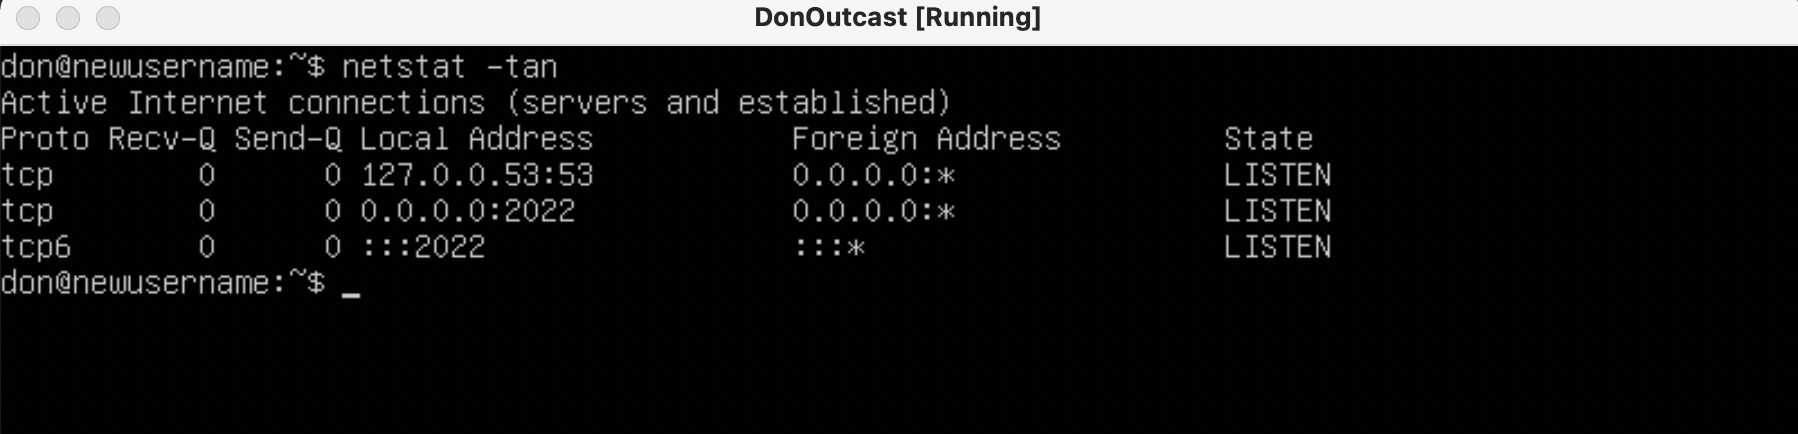 DonOutcast [Running]
don@newusername:~$ netstat -tan
Active Internet connections (servers and established)
Proto Recv-Q Send-Q Local Address           Foreign Address         State
tcp        0      0 127.0.0.53:53           0.0.0.0:*               LISTEN
tcp        0      0 0.0.0.0:2022            0.0.0.0:*               LISTEN
tcp6       0      0 :::2022                 :::*                    LISTEN
don@newusername:~$ _